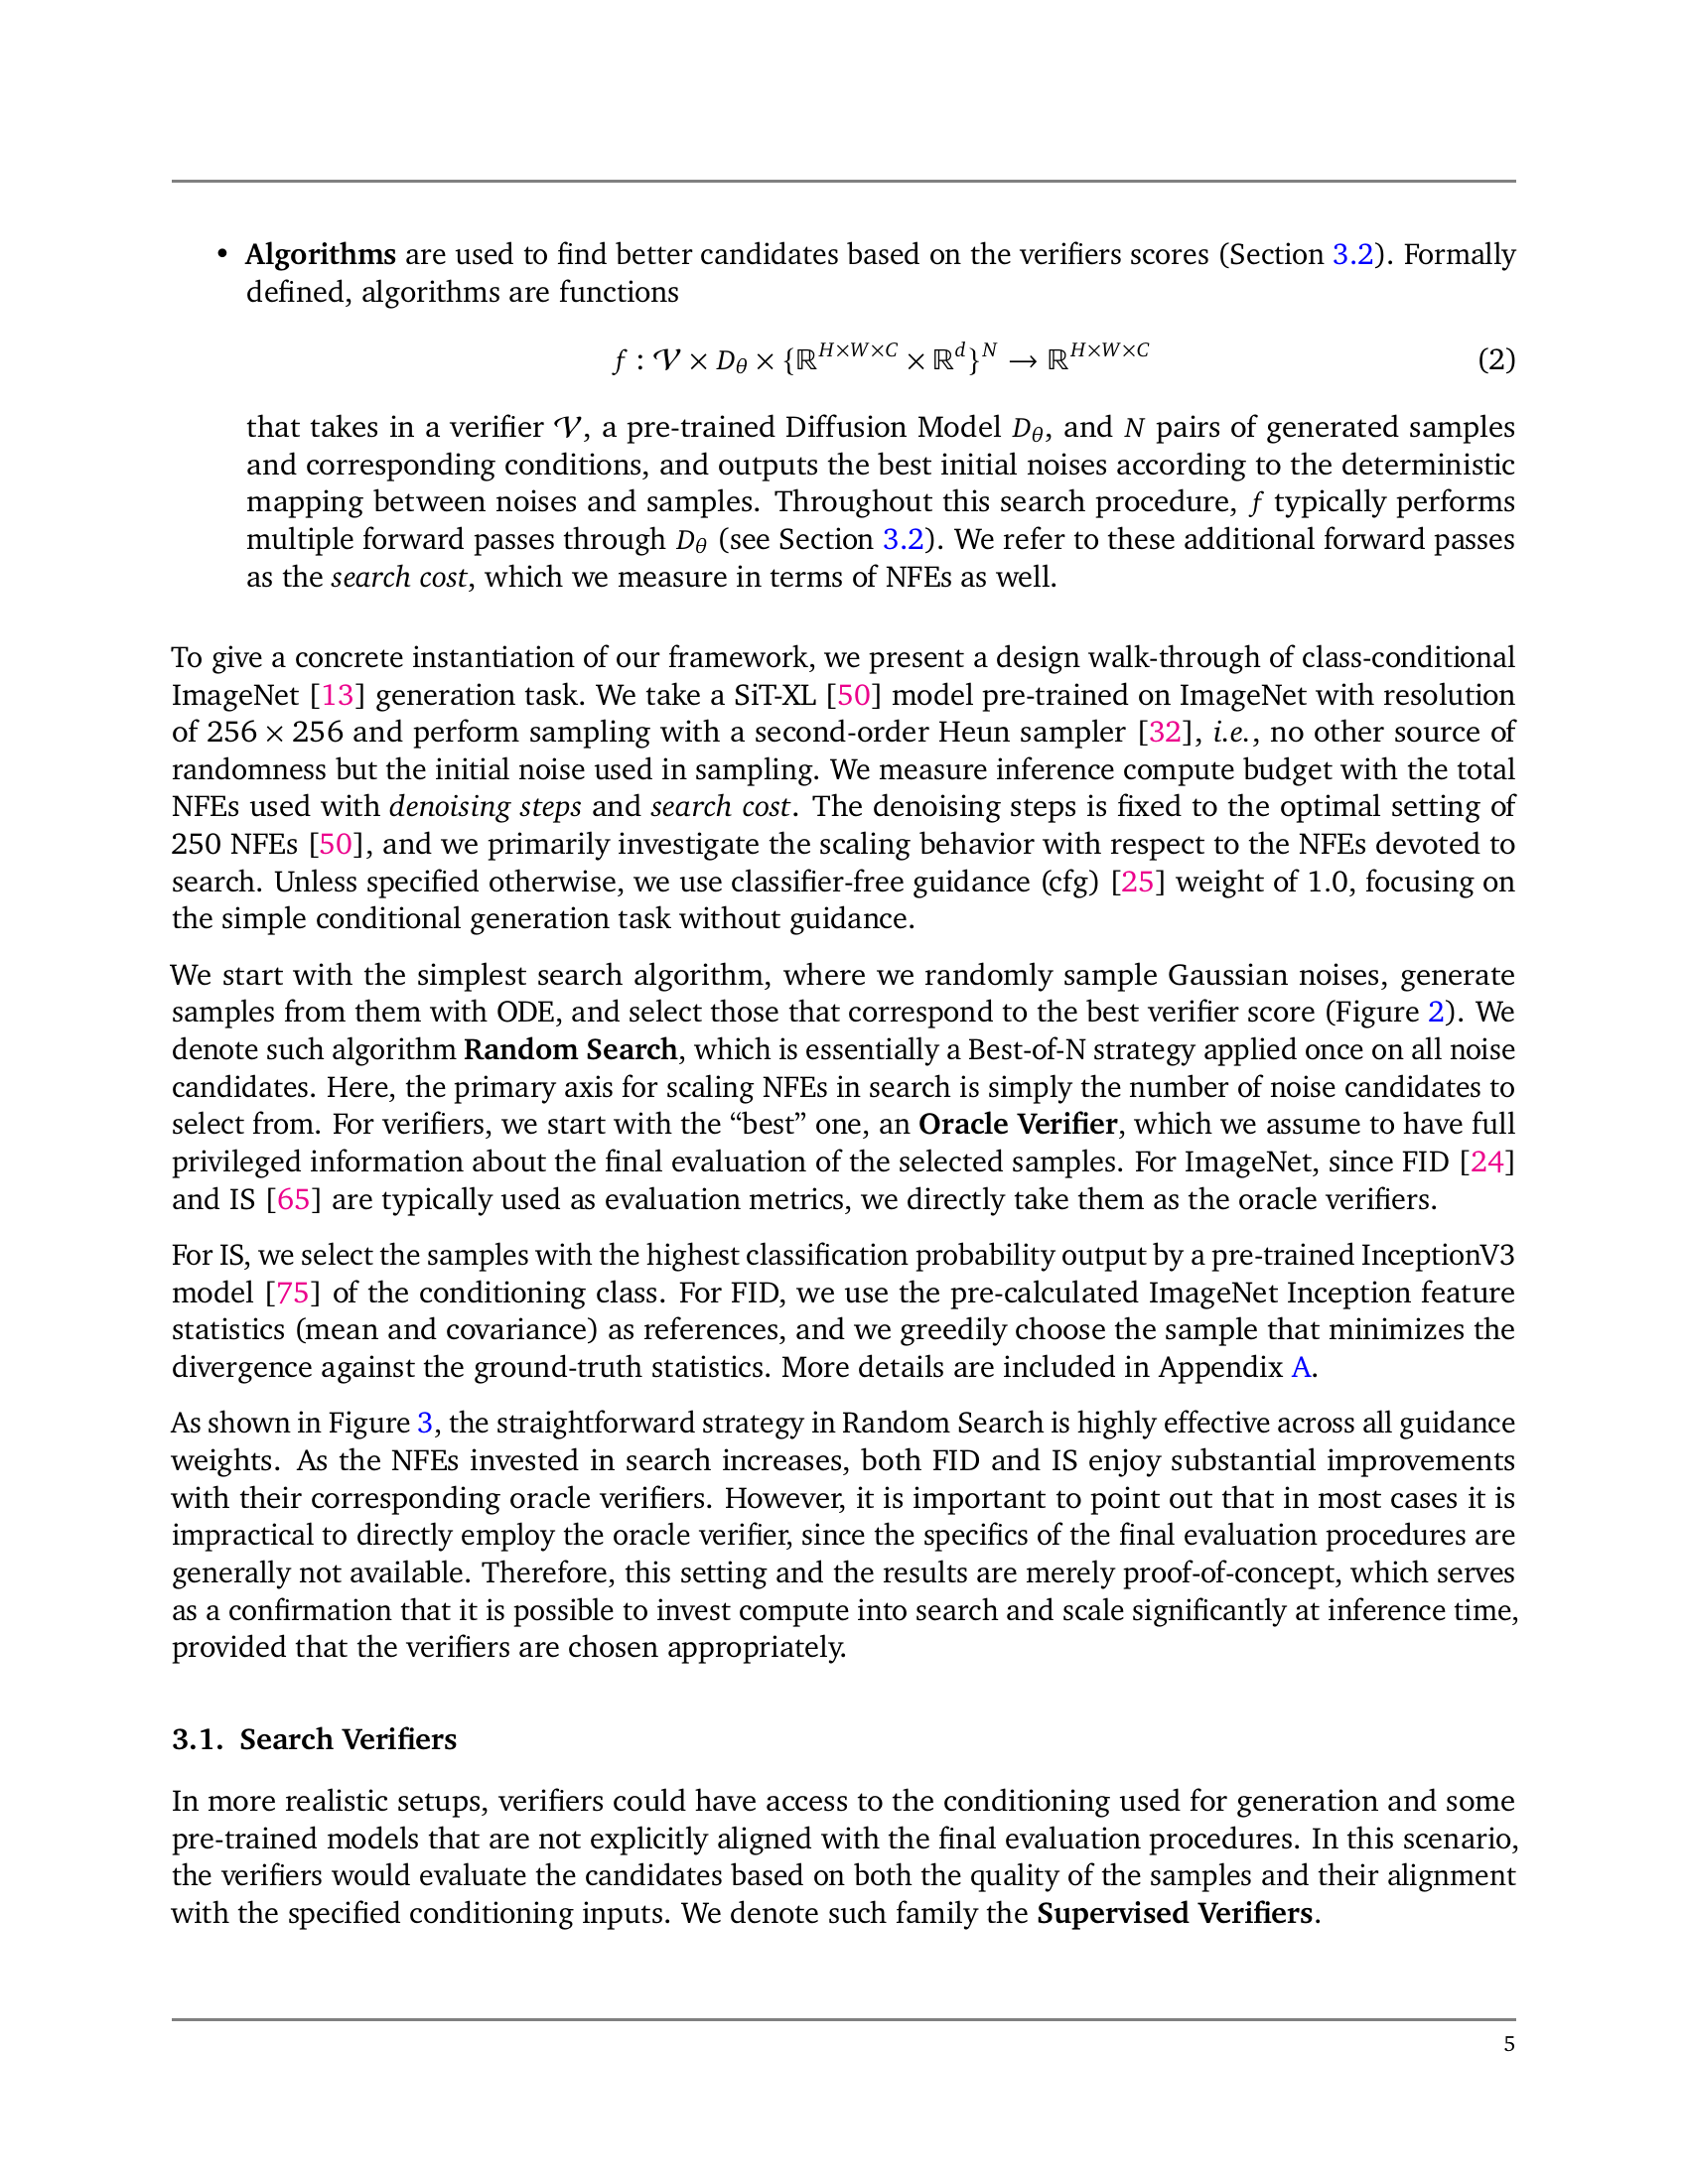 • Algorithms are used to find better candidates based on the verifiers scores (Section 3.2). Formally
defined, algorithms are functions
f : 𝒱 × D_θ × {ℝ^{H×W×C} × ℝ^d}^N → ℝ^{H×W×C} (2)
that takes in a verifier 𝒱, a pre-trained Diffusion Model D_θ, and N pairs of generated samples
and corresponding conditions, and outputs the best initial noises according to the deterministic
mapping between noises and samples. Throughout this search procedure, f typically performs
multiple forward passes through D_θ (see Section 3.2). We refer to these additional forward passes
as the search cost, which we measure in terms of NFEs as well.
To give a concrete instantiation of our framework, we present a design walk-through of class-conditional
ImageNet [13] generation task. We take a SiT-XL [50] model pre-trained on ImageNet with resolution
of 256 × 256 and perform sampling with a second-order Heun sampler [32], i.e., no other source of
randomness but the initial noise used in sampling. We measure inference compute budget with the total
NFEs used with denoising steps and search cost. The denoising steps is fixed to the optimal setting of
250 NFEs [50], and we primarily investigate the scaling behavior with respect to the NFEs devoted to
search. Unless specified otherwise, we use classifier-free guidance (cfg) [25] weight of 1.0, focusing on
the simple conditional generation task without guidance.
We start with the simplest search algorithm, where we randomly sample Gaussian noises, generate
samples from them with ODE, and select those that correspond to the best verifier score (Figure 2). We
denote such algorithm Random Search, which is essentially a Best-of-N strategy applied once on all noise
candidates. Here, the primary axis for scaling NFEs in search is simply the number of noise candidates to
select from. For verifiers, we start with the “best” one, an Oracle Verifier, which we assume to have full
privileged information about the final evaluation of the selected samples. For ImageNet, since FID [24]
and IS [65] are typically used as evaluation metrics, we directly take them as the oracle verifiers.
For IS, we select the samples with the highest classification probability output by a pre-trained InceptionV3
model [75] of the conditioning class. For FID, we use the pre-calculated ImageNet Inception feature
statistics (mean and covariance) as references, and we greedily choose the sample that minimizes the
divergence against the ground-truth statistics. More details are included in Appendix A.
As shown in Figure 3, the straightforward strategy in Random Search is highly effective across all guidance
weights. As the NFEs invested in search increases, both FID and IS enjoy substantial improvements
with their corresponding oracle verifiers. However, it is important to point out that in most cases it is
impractical to directly employ the oracle verifier, since the specifics of the final evaluation procedures are
generally not available. Therefore, this setting and the results are merely proof-of-concept, which serves
as a confirmation that it is possible to invest compute into search and scale significantly at inference time,
provided that the verifiers are chosen appropriately.
3.1. Search Verifiers
In more realistic setups, verifiers could have access to the conditioning used for generation and some
pre-trained models that are not explicitly aligned with the final evaluation procedures. In this scenario,
the verifiers would evaluate the candidates based on both the quality of the samples and their alignment
with the specified conditioning inputs. We denote such family the Supervised Verifiers.
5